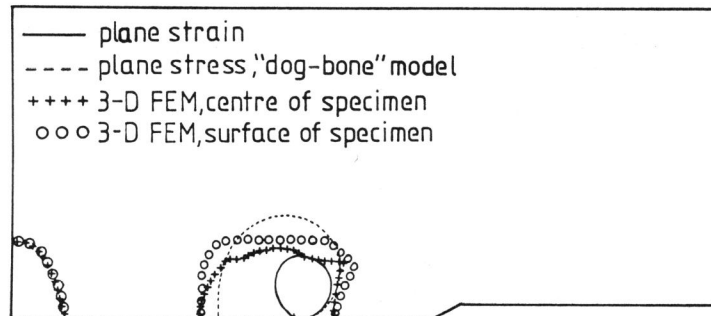 plane strain
plane stress,"dog-bone" model
3-D FEM,centre of specimen
3-D FEM,surface of specimen